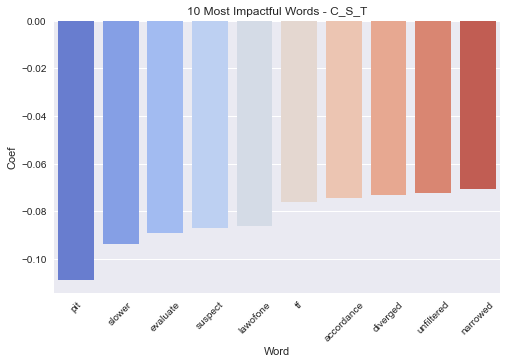 10 Most Impactful Words - C_S_T
0.00
−0.02
−0.04
−0.06
−0.08
−0.10
Coef
pit
slower
evaluate
suspect
lawofone
tf
accordance
diverged
unfiltered
narrowed
Word